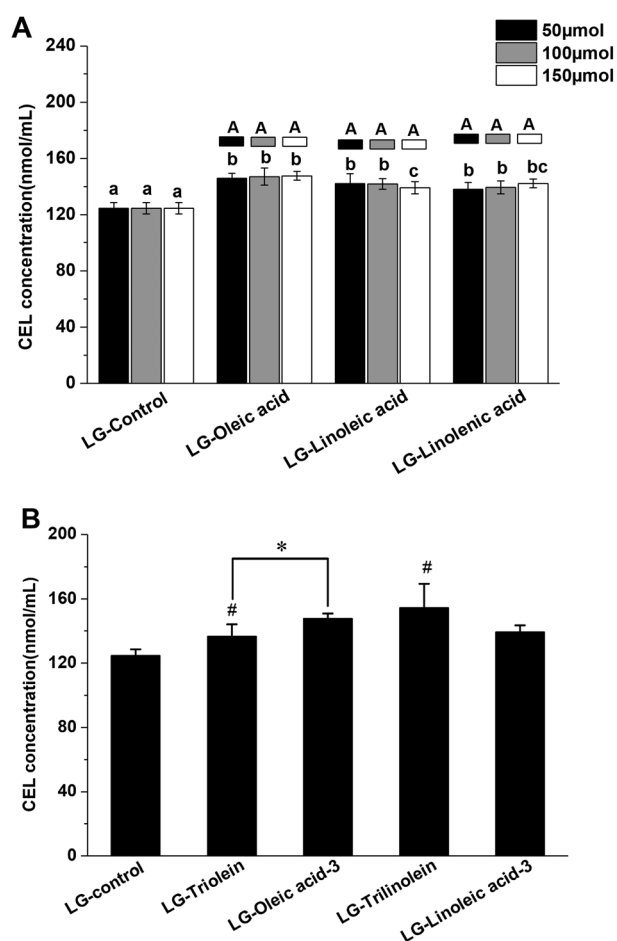 A
50μmol
100μmol
150μmol
CEL concentration(nmol/mL)
240
200
160
120
80
40
0
A A A
A A A
A A A
a a a
b b b
b b c
b b bc
LG-Control
LG-Oleic acid
LG-Linoleic acid
LG-Linolenic acid
B
CEL concentration(nmol/mL)
200
160
120
80
40
0
*
#
#
LG-control
LG-Triolein
LG-Oleic acid-3
LG-Trilinolein
LG-Linoleic acid-3